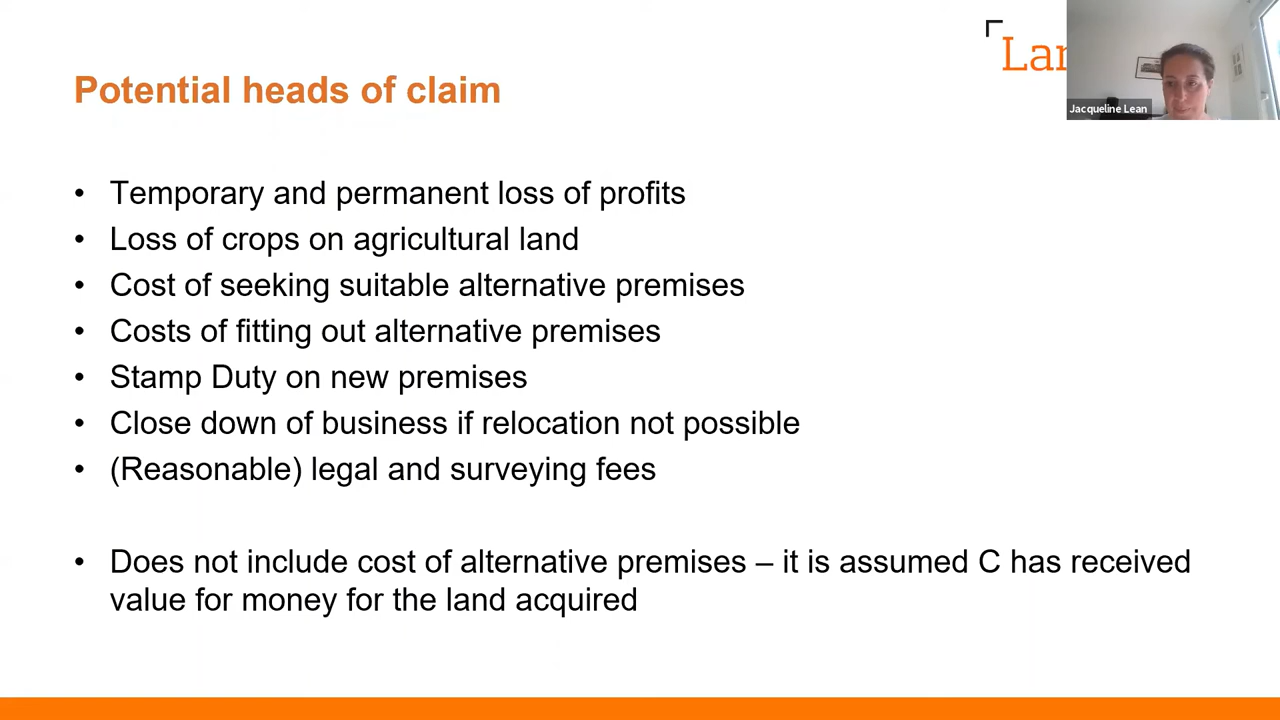 Potential heads of claim
Lan
Jacqueline Lean
• Temporary and permanent loss of profits
• Loss of crops on agricultural land
• Cost of seeking suitable alternative premises
• Costs of fitting out alternative premises
• Stamp Duty on new premises
• Close down of business if relocation not possible
• (Reasonable) legal and surveying fees
• Does not include cost of alternative premises – it is assumed C has received
value for money for the land acquired